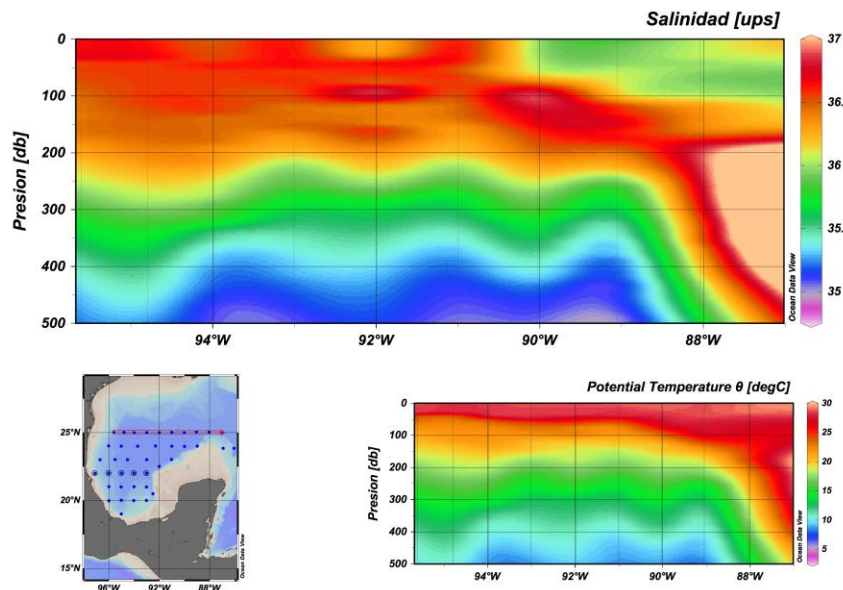 Salinidad [ups]
Presion [db]
0
100
200
300
400
500
94°W
92°W
90°W
88°W
37
36.
36
35.
35
Ocean Data View
25°N
20°N
15°N
96°W
92°W
88°W
Ocean Data View
Potential Temperature θ [degC]
Presion [db]
0
100
200
300
400
500
94°W
92°W
90°W
88°W
30
25
20
15
10
5
Ocean Data View